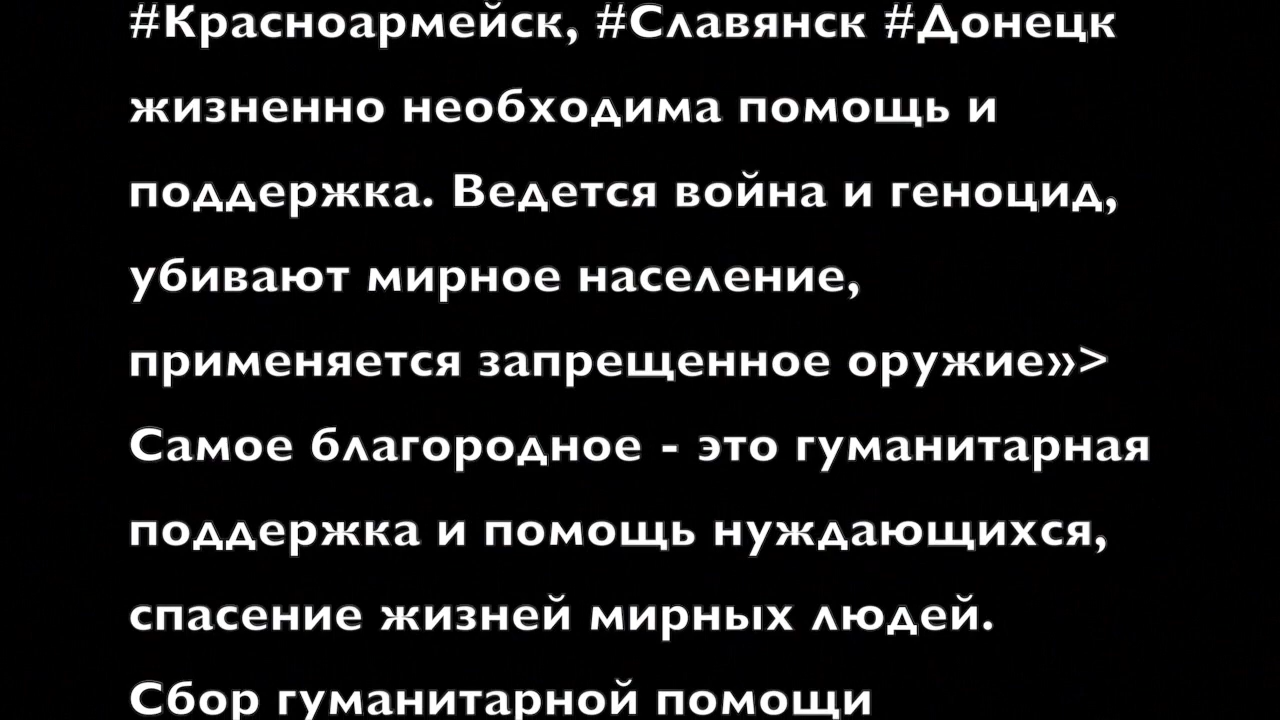 #Красноармейск, #Славянск #Донецк
жизненно необходима помощь и
поддержка. Ведется война и геноцид,
убивают мирное население,
применяется запрещенное оружие»>
Самое благородное - это гуманитарная
поддержка и помощь нуждающихся,
спасение жизней мирных людей.
Сбор гуманитарной помощи